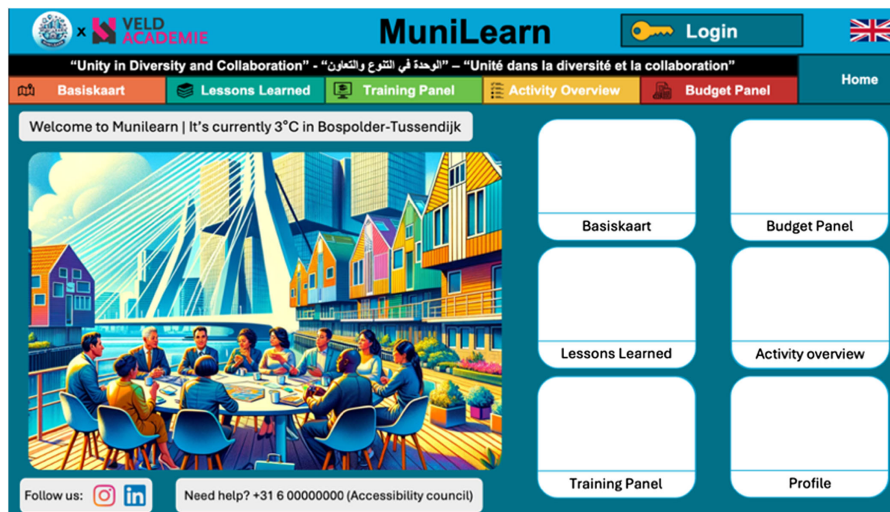 x VELD
ACADEMIE
MuniLearn
Login
“Unity in Diversity and Collaboration” - “الوحدة في التنوع والتعاون” – “Unité dans la diversité et la collaboration”
Home
Basiskaart
Lessons Learned
Training Panel
Activity Overview
Budget Panel
Welcome to Munilearn | It’s currently 3°C in Bospolder-Tussendijk
Basiskaart
Budget Panel
Lessons Learned
Activity overview
Training Panel
Profile
Follow us:
in
Need help? +31 6 00000000 (Accessibility council)